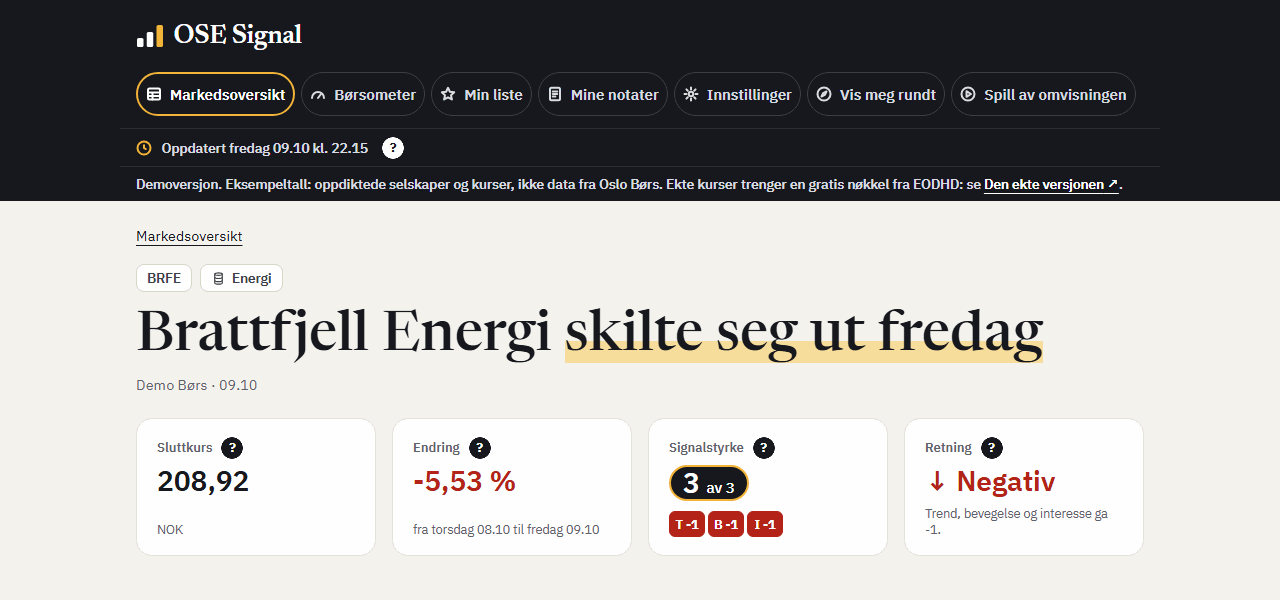 OSE Signal
Markedsoversikt Børsometer Min liste Mine notater Innstillinger Vis meg rundt Spill av omvisningen
Oppdatert fredag 09.10 kl. 22.15 ?
Demoversjon. Eksempeltall: oppdiktede selskaper og kurser, ikke data fra Oslo Børs. Ekte kurser trenger en gratis nøkkel fra EODHD: se Den ekte versjonen ↗.
Markedsoversikt
BRFE Energi
Brattfjell Energi skilte seg ut fredag
Demo Børs · 09.10
Sluttkurs ?
208,92
NOK
Endring ?
-5,53 %
fra torsdag 08.10 til fredag 09.10
Signalstyrke ?
3 av 3
T -1 B -1 I -1
Retning ?
↓ Negativ
Trend, bevegelse og interesse ga
-1.